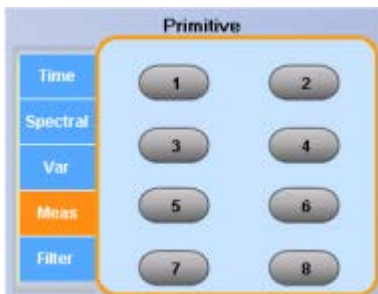 Primitive
Time
1 2
Spectral
3 4
Var
Meas
5 6
Filter
7 8